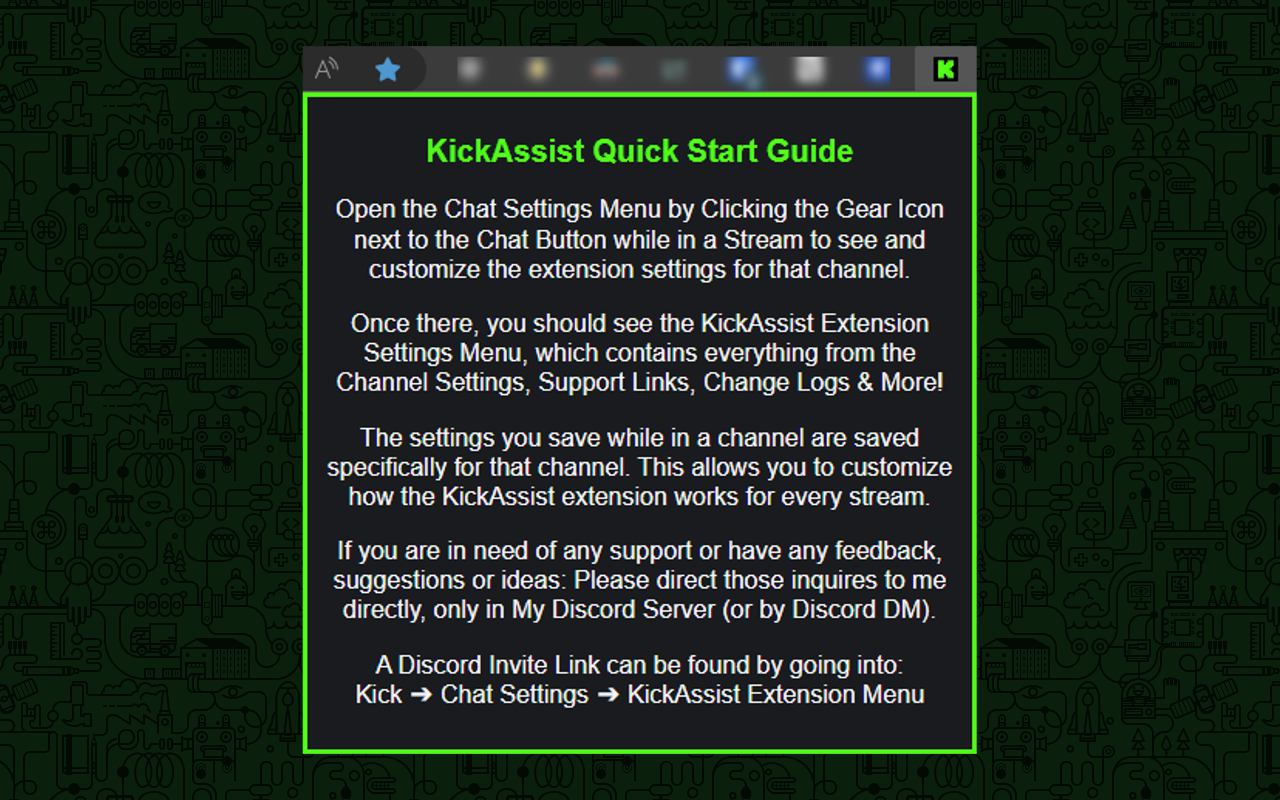 KickAssist Quick Start Guide
Open the Chat Settings Menu by Clicking the Gear Icon
next to the Chat Button while in a Stream to see and
customize the extension settings for that channel.
Once there, you should see the KickAssist Extension
Settings Menu, which contains everything from the
Channel Settings, Support Links, Change Logs & More!
The settings you save while in a channel are saved
specifically for that channel. This allows you to customize
how the KickAssist extension works for every stream.
If you are in need of any support or have any feedback,
suggestions or ideas: Please direct those inquires to me
directly, only in My Discord Server (or by Discord DM).
A Discord Invite Link can be found by going into:
Kick ➔ Chat Settings ➔ KickAssist Extension Menu